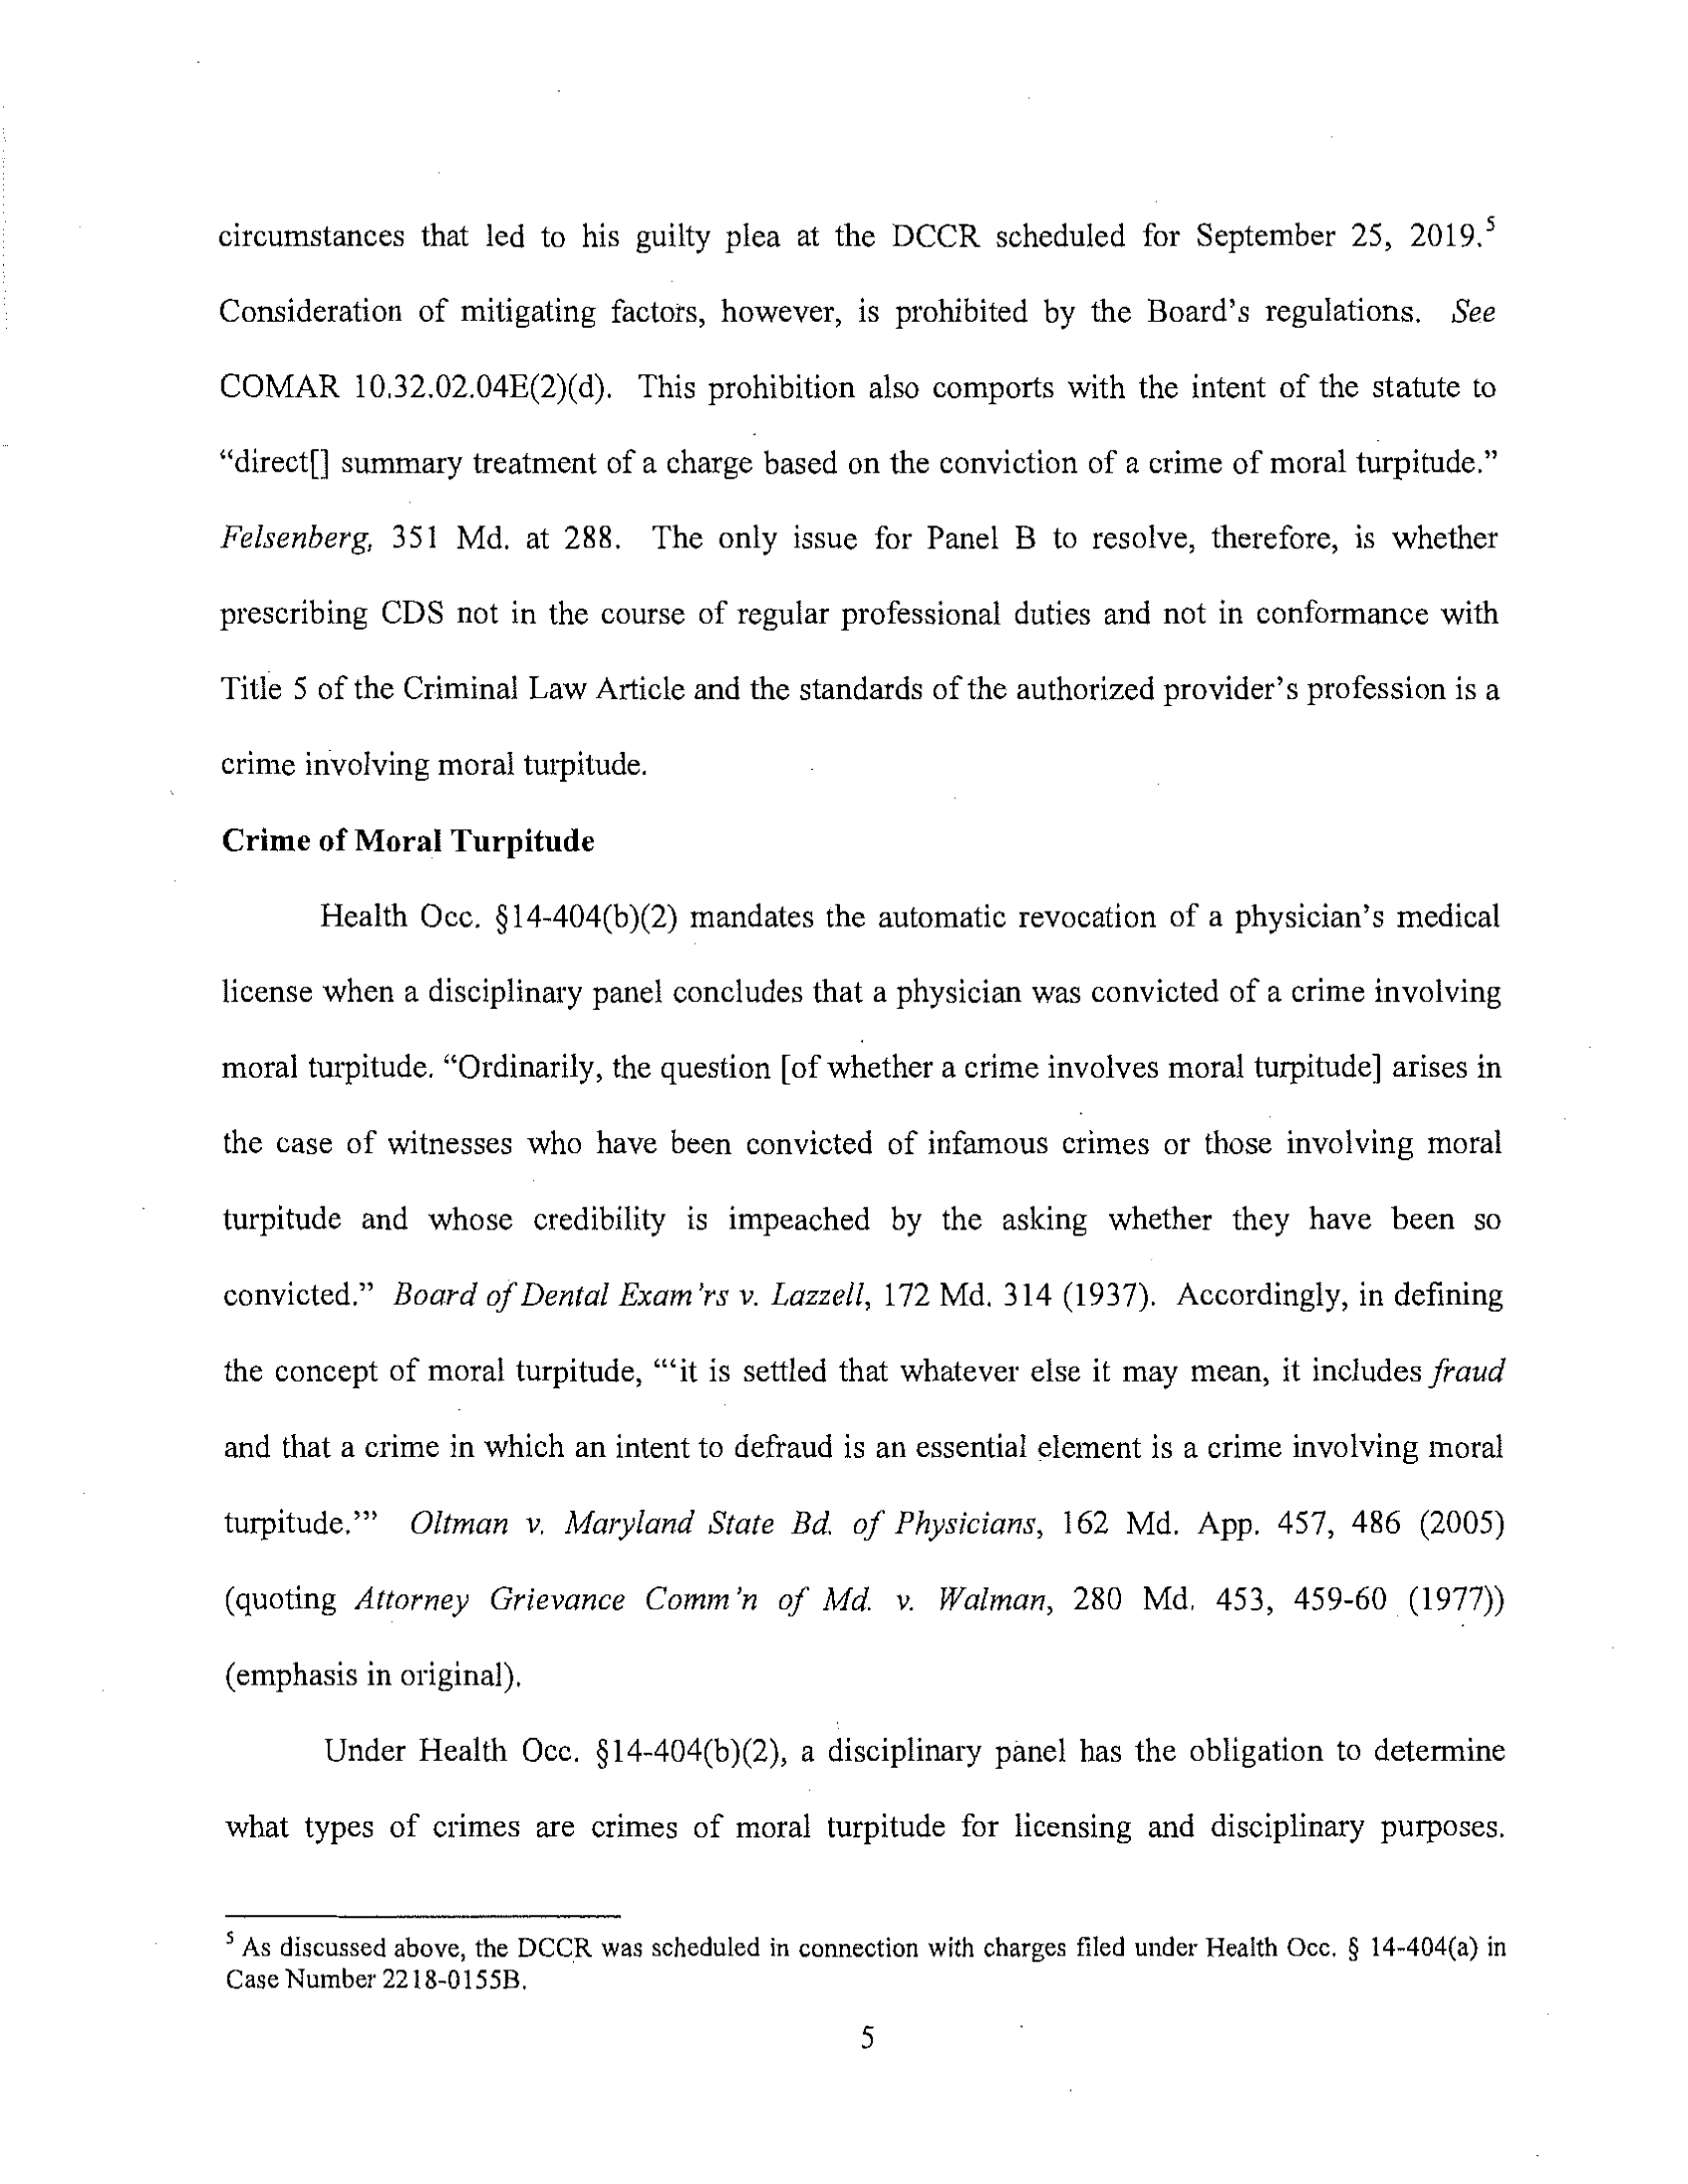 circumstances that led to his guilty plea at the DCCR scheduled for September 25, 2019.⁵
Consideration of mitigating factors, however, is prohibited by the Board's regulations. See
COMAR 10.32.02.04E(2)(d). This prohibition also comports with the intent of the statute to
“direct[] summary treatment of a charge based on the conviction of a crime of moral turpitude.”
Felsenberg, 351 Md. at 288. The only issue for Panel B to resolve, therefore, is whether
prescribing CDS not in the course of regular professional duties and not in conformance with
Title 5 of the Criminal Law Article and the standards of the authorized provider's profession is a
crime involving moral turpitude.
Crime of Moral Turpitude
Health Occ. §14-404(b)(2) mandates the automatic revocation of a physician's medical
license when a disciplinary panel concludes that a physician was convicted of a crime involving
moral turpitude. “Ordinarily, the question [of whether a crime involves moral turpitude] arises in
the case of witnesses who have been convicted of infamous crimes or those involving moral
turpitude and whose credibility is impeached by the asking whether they have been so
convicted.” Board of Dental Exam'rs v. Lazzell, 172 Md. 314 (1937). Accordingly, in defining
the concept of moral turpitude, “‘it is settled that whatever else it may mean, it includes fraud
and that a crime in which an intent to defraud is an essential element is a crime involving moral
turpitude.’” Oltman v. Maryland State Bd. of Physicians, 162 Md. App. 457, 486 (2005)
(quoting Attorney Grievance Comm'n of Md. v. Walman, 280 Md. 453, 459-60 (1977))
(emphasis in original).
Under Health Occ. §14-404(b)(2), a disciplinary panel has the obligation to determine
what types of crimes are crimes of moral turpitude for licensing and disciplinary purposes.
⁵ As discussed above, the DCCR was scheduled in connection with charges filed under Health Occ. § 14-404(a) in
Case Number 2218-0155B.
5